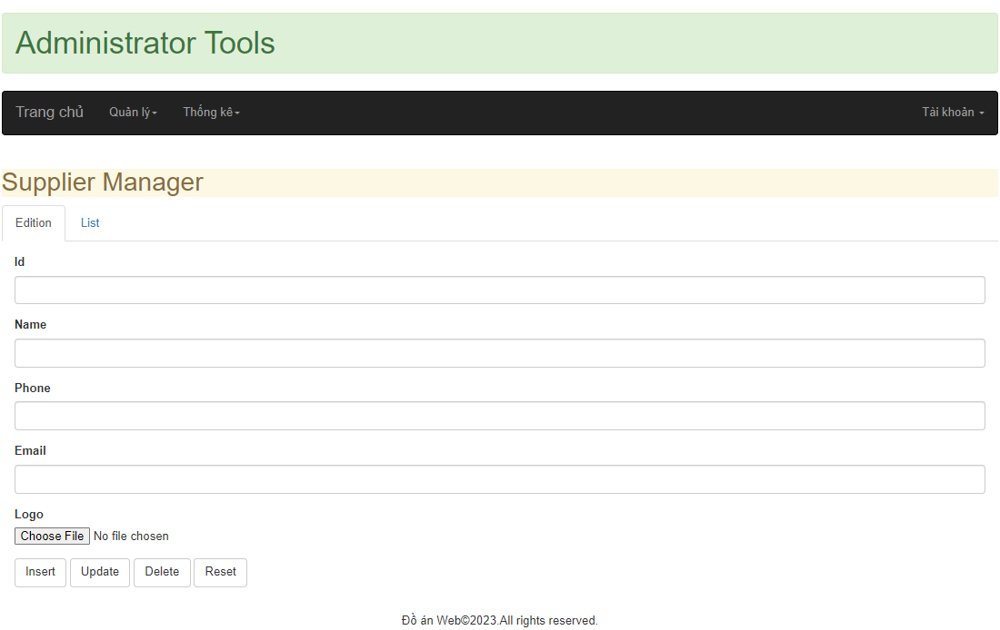 Administrator Tools
Trang chủ Quản lý Thống kê Tài khoản
Supplier Manager
Edition List
Id
Name
Phone
Email
Logo
Choose File No file chosen
Insert Update Delete Reset
Đồ án Web©2023.All rights reserved.